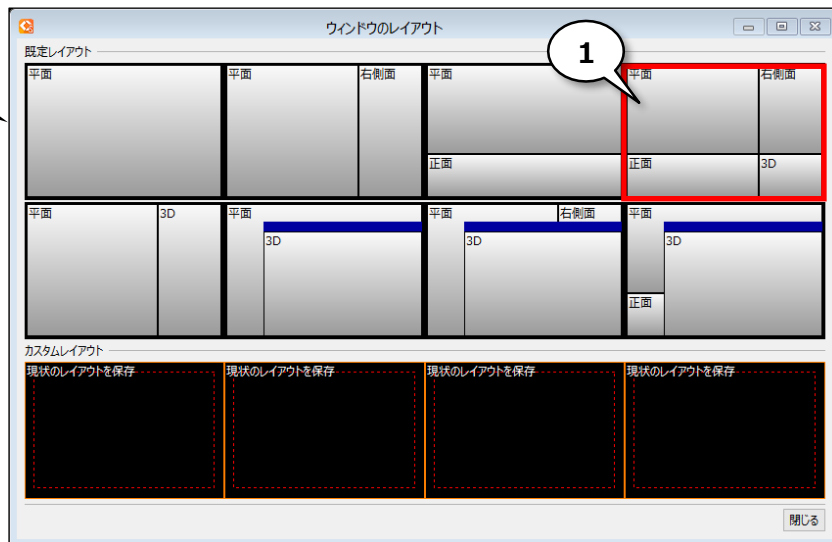 ウィンドウのレイアウト
既定レイアウト
1
平面
平面 右側面
平面
正面
平面 右側面
正面 3D
平面 3D
平面
3D
平面 右側面
3D
平面
3D
正面
カスタムレイアウト
現状のレイアウトを保存
現状のレイアウトを保存
現状のレイアウトを保存
現状のレイアウトを保存
閉じる